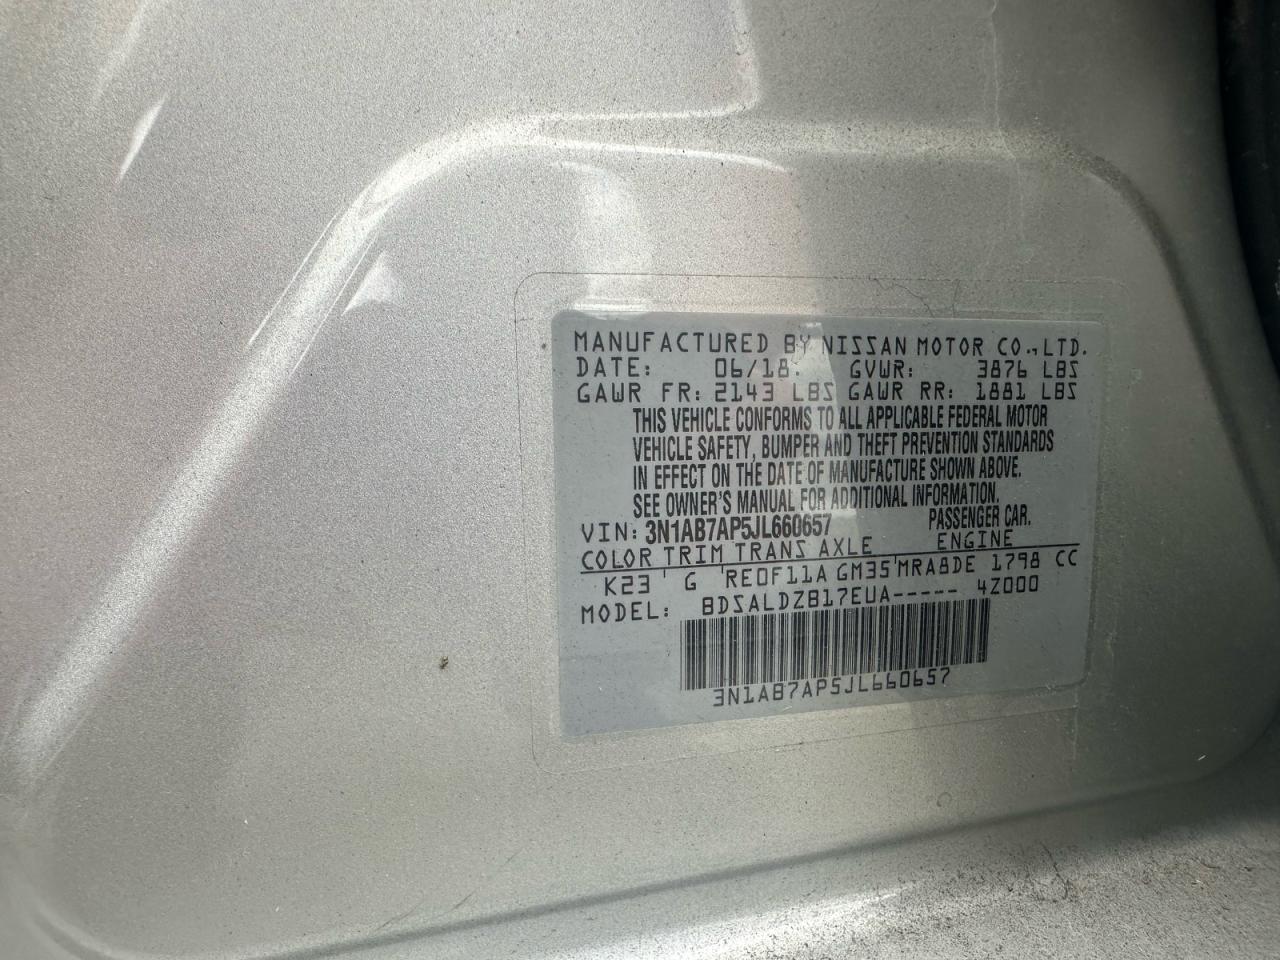 MANUFACTURED BY NISSAN MOTOR CO.,LTD.
DATE: 06/18. GVWR: 3876 LBS
GAWR FR: 2143 LBS GAWR RR: 1881 LBS
THIS VEHICLE CONFORMS TO ALL APPLICABLE FEDERAL MOTOR
VEHICLE SAFETY, BUMPER AND THEFT PREVENTION STANDARDS
IN EFFECT ON THE DATE OF MANUFACTURE SHOWN ABOVE.
SEE OWNER'S MANUAL FOR ADDITIONAL INFORMATION.
VIN: 3N1AB7AP5JL660657 PASSENGER CAR.
COLOR TRIM TRANS AXLE ENGINE
K23 G RE0F11A GM35 MRA8DE 1798 CC
MODEL: BDSALDZB17EUA----- 4Z000
3N1AB7AP5JL660657